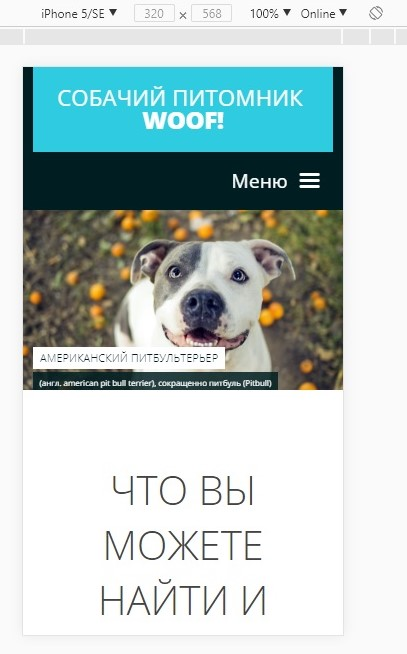 iPhone 5/SE ▼ 320 × 568 100% ▼ Online ▼
СОБАЧИЙ ПИТОМНИК
WOOF!
Меню
АМЕРИКАНСКИЙ ПИТБУЛЬТЕРЬЕР
(англ. american pit bull terrier), сокращенно питбуль (Pitbull)
ЧТО ВЫ
МОЖЕТЕ
НАЙТИ И